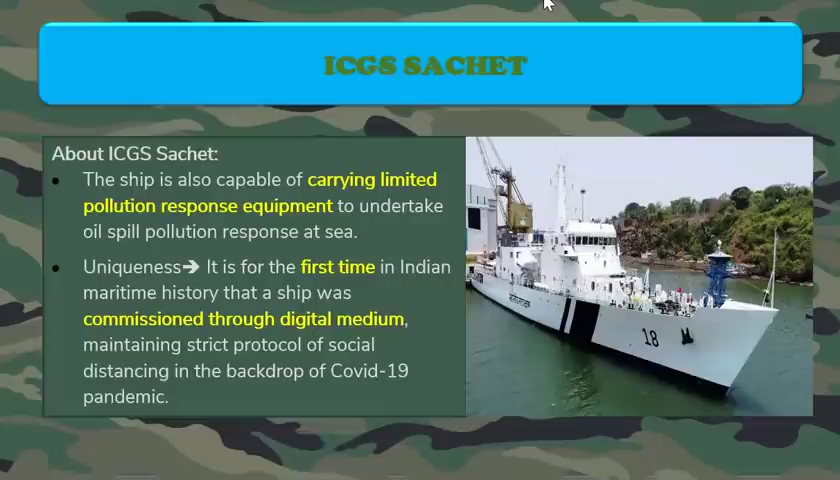 ICGS SACHET
About ICGS Sachet:
• The ship is also capable of carrying limited
pollution response equipment to undertake
oil spill pollution response at sea.
• Uniqueness➔ It is for the first time in Indian
maritime history that a ship was
commissioned through digital medium,
maintaining strict protocol of social
distancing in the backdrop of Covid-19
pandemic.
18